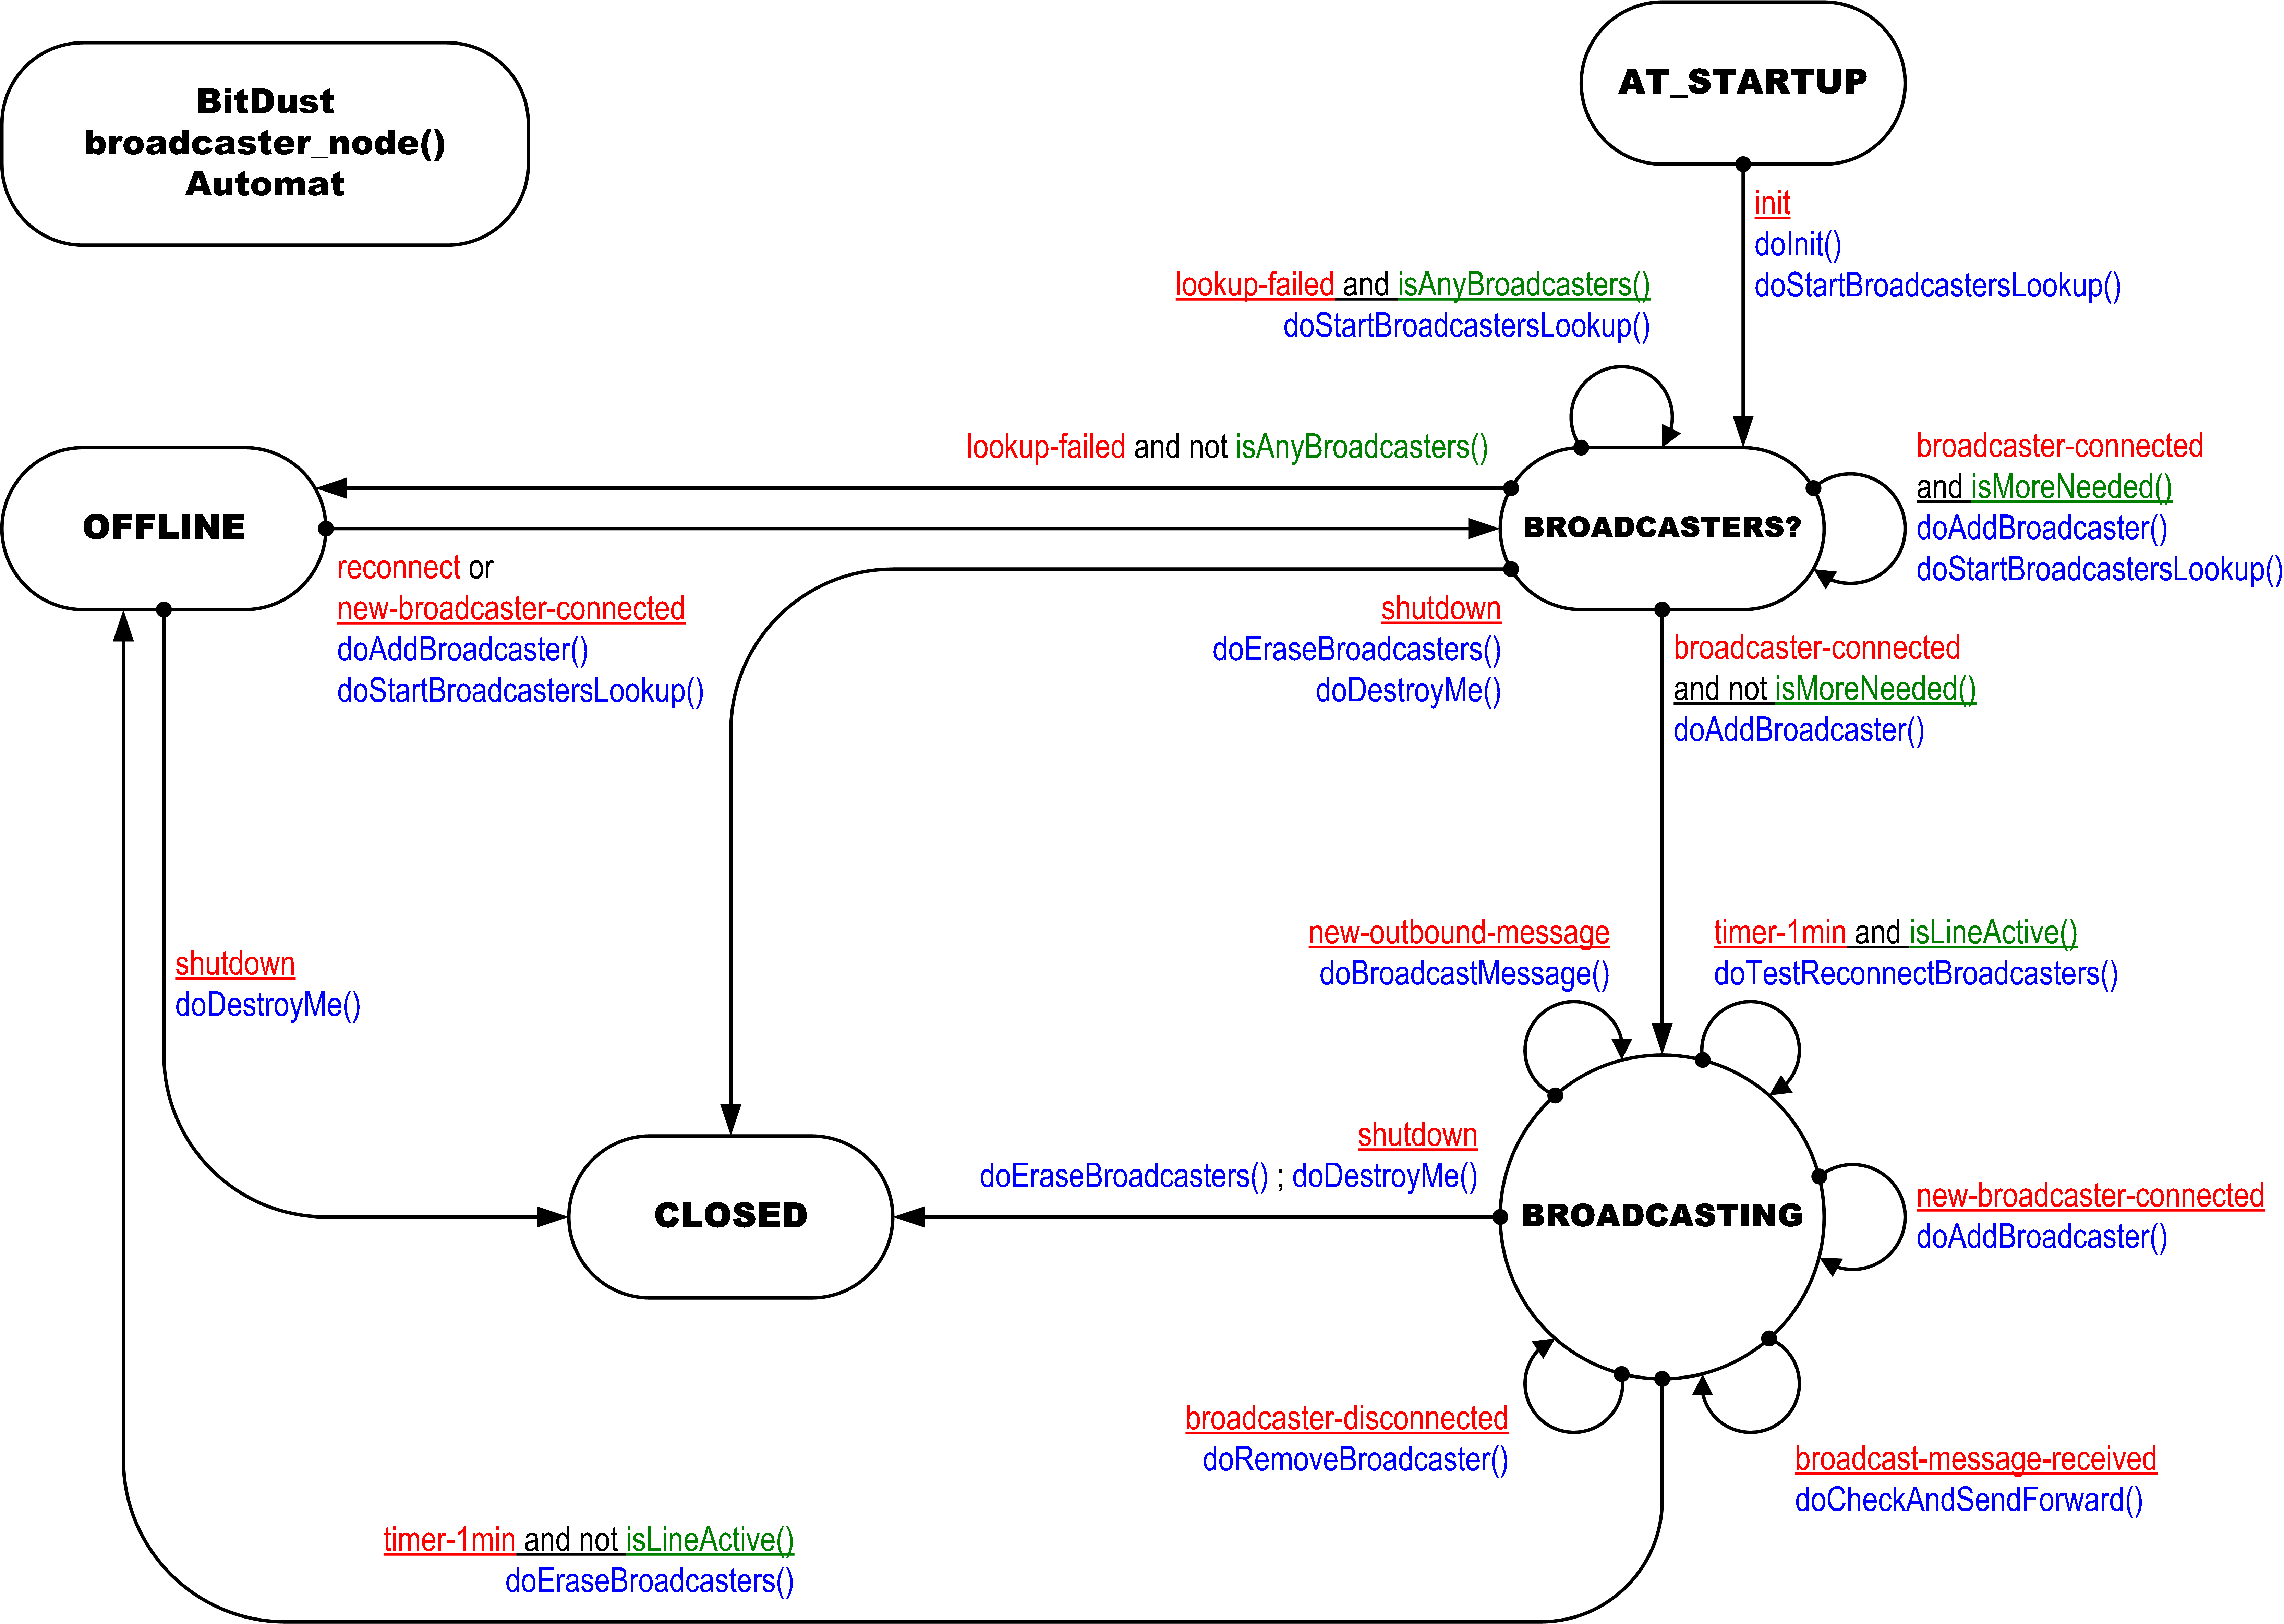 BitDust
broadcaster_node()
Automat
AT_STARTUP
init
doInit()
doStartBroadcastersLookup()
lookup-failed and isAnyBroadcasters()
doStartBroadcastersLookup()
lookup-failed and not isAnyBroadcasters()
broadcaster-connected
and isMoreNeeded()
doAddBroadcaster()
doStartBroadcastersLookup()
OFFLINE
BROADCASTERS?
reconnect or
new-broadcaster-connected
doAddBroadcaster()
doStartBroadcastersLookup()
shutdown
doEraseBroadcasters()
doDestroyMe()
broadcaster-connected
and not isMoreNeeded()
doAddBroadcaster()
shutdown
doDestroyMe()
new-outbound-message
doBroadcastMessage()
timer-1min and isLineActive()
doTestReconnectBroadcasters()
shutdown
doEraseBroadcasters() ; doDestroyMe()
CLOSED
BROADCASTING
new-broadcaster-connected
doAddBroadcaster()
broadcaster-disconnected
doRemoveBroadcaster()
broadcast-message-received
doCheckAndSendForward()
timer-1min and not isLineActive()
doEraseBroadcasters()